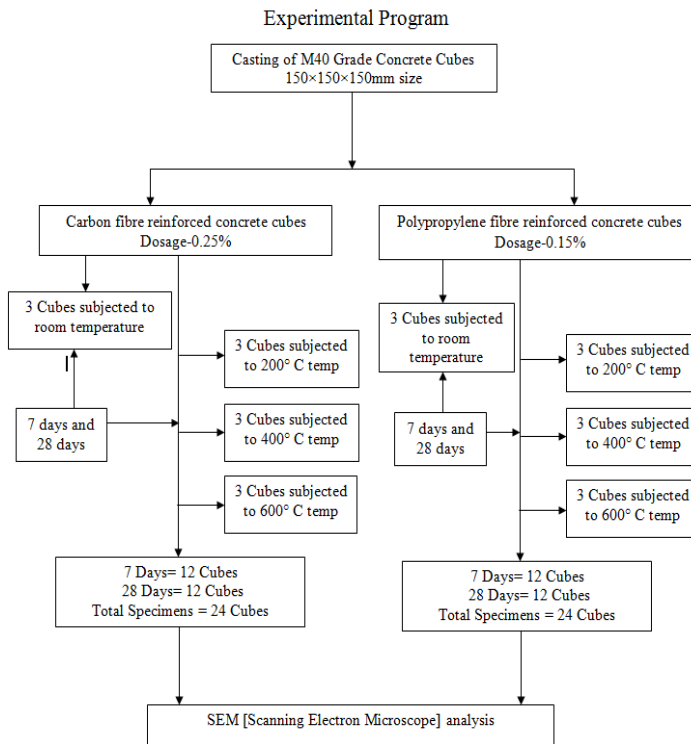 Experimental Program
Casting of M40 Grade Concrete Cubes
150×150×150mm size
Carbon fibre reinforced concrete cubes
Dosage-0.25%
Polypropylene fibre reinforced concrete cubes
Dosage-0.15%
3 Cubes subjected to
room temperature
3 Cubes subjected
to room
temperature
3 Cubes subjected
to 200° C temp
3 Cubes subjected
to 200° C temp
7 days and
28 days
3 Cubes subjected
to 400° C temp
7 days and
28 days
3 Cubes subjected
to 400° C temp
3 Cubes subjected
to 600° C temp
3 Cubes subjected
to 600° C temp
7 Days= 12 Cubes
28 Days= 12 Cubes
Total Specimens = 24 Cubes
7 Days= 12 Cubes
28 Days= 12 Cubes
Total Specimens = 24 Cubes
SEM [Scanning Electron Microscope] analysis